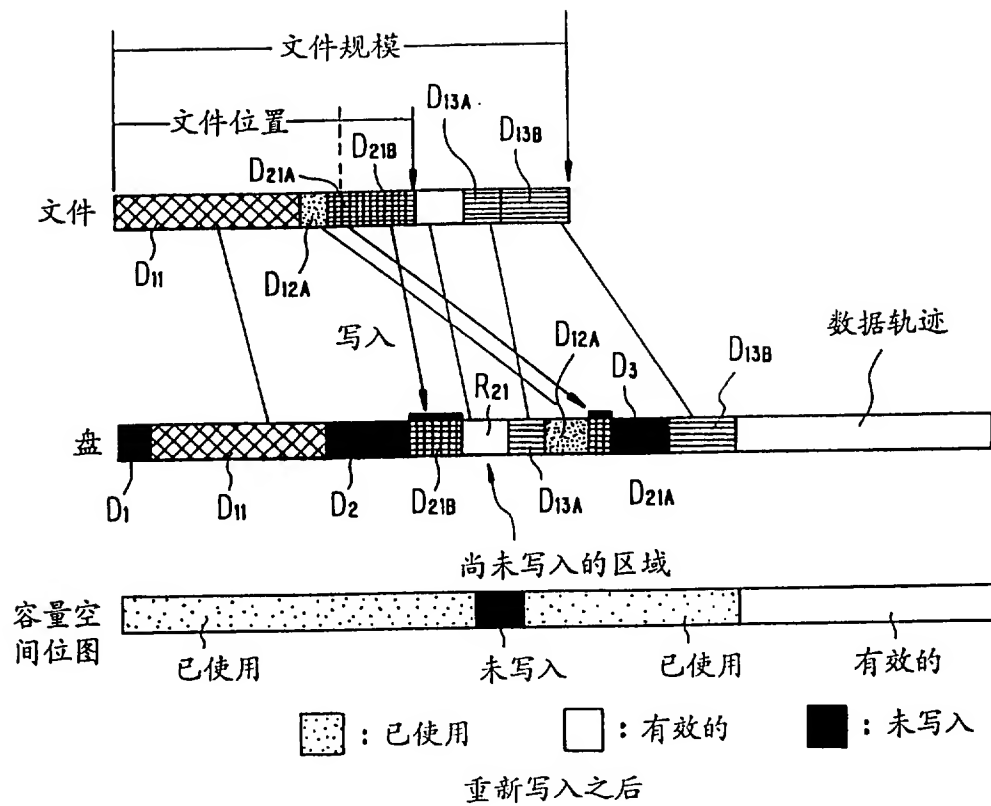 文件规模
文件位置
D13A
D13B
D21B
D21A
文件
D11
D12A
写入
数据轨迹
D12A
D3
D13B
R21
盘
D1
D11
D2
D21B
D13A
D21A
尚未写入的区域
容量空
间位图
已使用
未写入
已使用
有效的
：已使用
：有效的
：未写入
重新写入之后